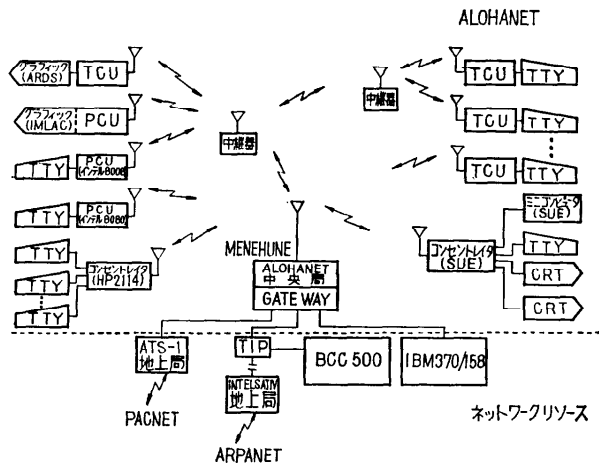 ALOHANET
グラフィック
(ARDS)
TCU
グラフィック
(IMLAC)
PCU
TTY
PCU
(インテル8008)
TTY
PCU
(インテル8080)
TTY
TTY
TTY
コンセントレイタ
(HP2114)
中継器
中継器
TCU
TTY
TCU
TTY
TCU
TTY
ミニコンピュータ
(SUE)
コンセントレイタ
(SUE)
TTY
CRT
CRT
MENEHUNE
ALOHANET
中央局
GATE WAY
ATS-1
地上局
PACNET
TIP
INTELSATIV
地上局
ARPANET
BCC 500
IBM370/158
ネットワークリソース